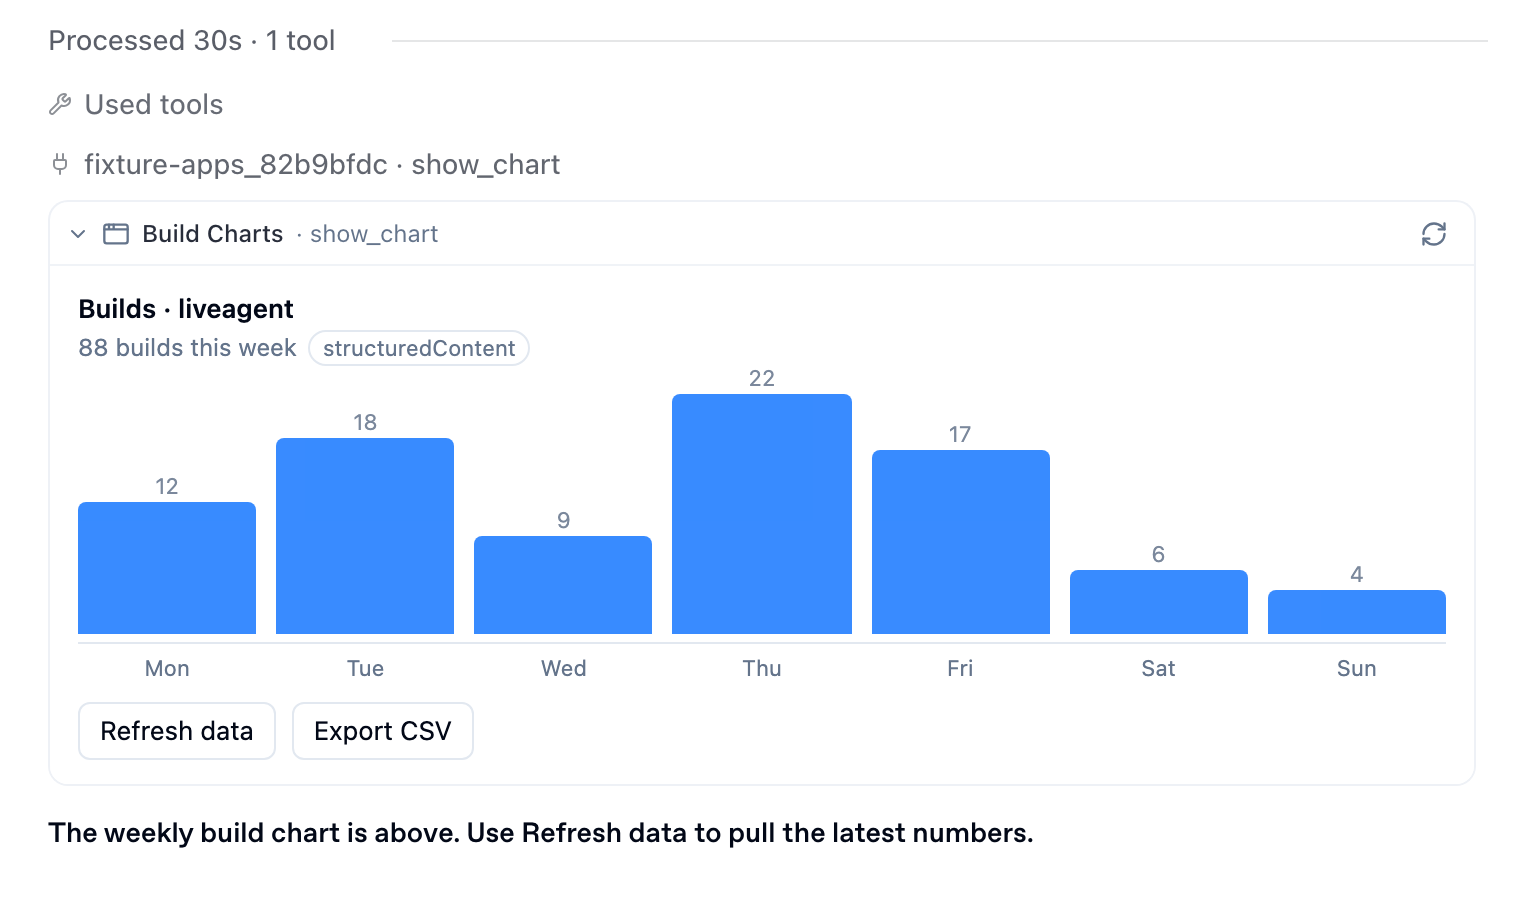 Processed 30s · 1 tool
Used tools
fixture-apps_82b9bfdc · show_chart
Build Charts · show_chart
Builds · liveagent
88 builds this week structuredContent
12 18 9 22 17 6 4
Mon Tue Wed Thu Fri Sat Sun
Refresh data Export CSV
The weekly build chart is above. Use Refresh data to pull the latest numbers.